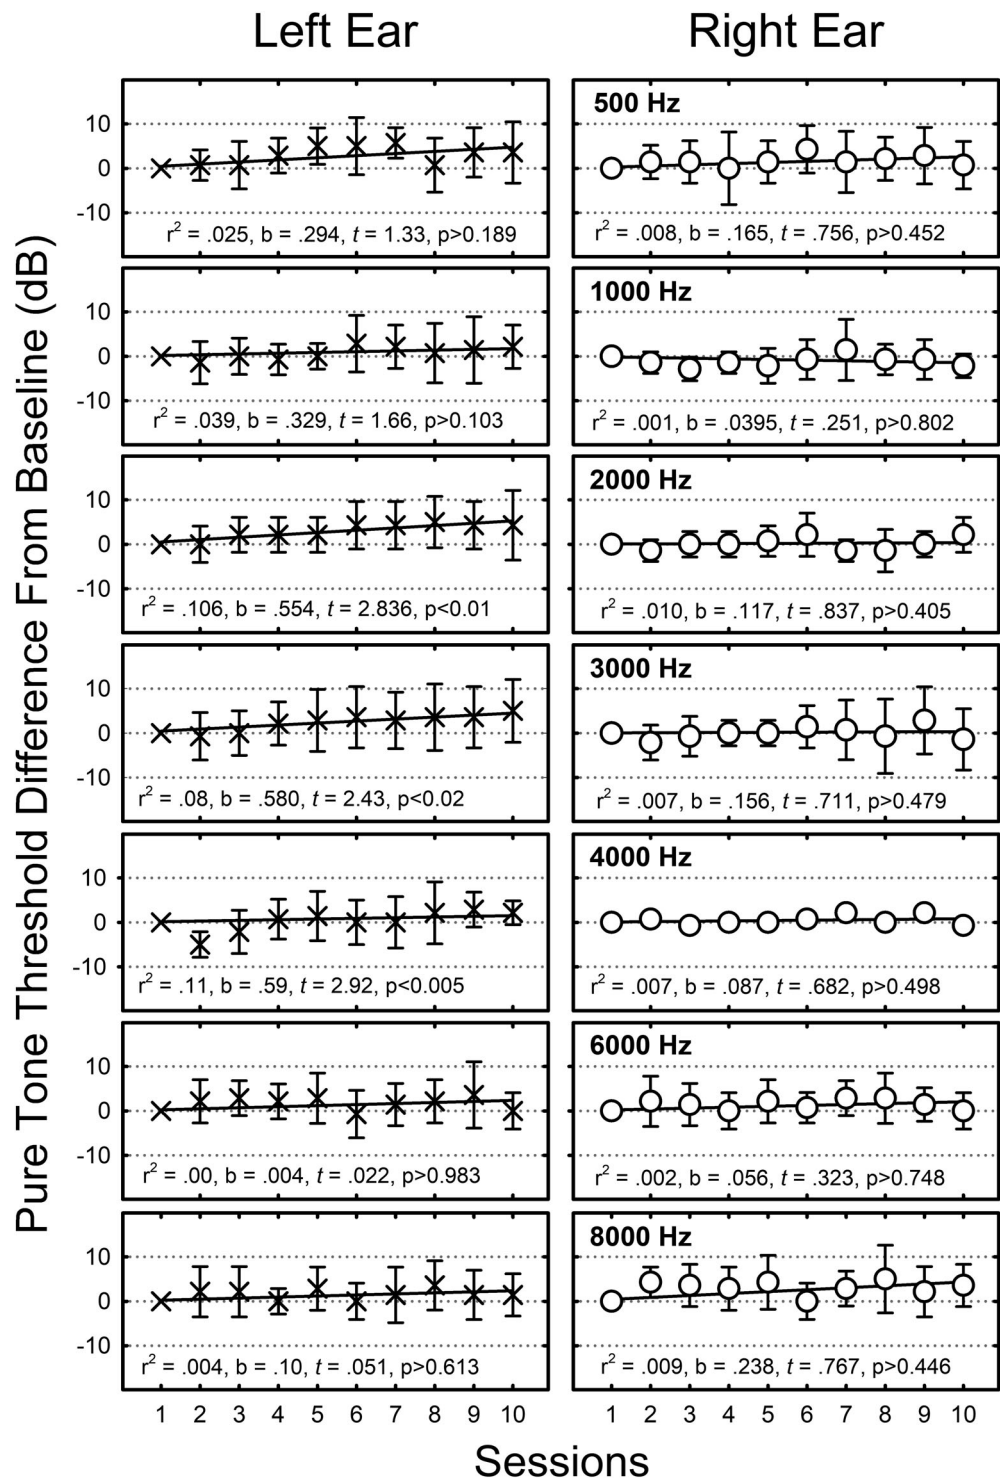 Left Ear Right Ear
Pure Tone Threshold Difference From Baseline (dB)
500 Hz
10
0
-10
r² = .025, b = .294, t = 1.33, p>0.189
r² = .008, b = .165, t = .756, p>0.452
1000 Hz
10
0
-10
r² = .039, b = .329, t = 1.66, p>0.103
r² = .001, b = .0395, t = .251, p>0.802
2000 Hz
10
0
-10
r² = .106, b = .554, t = 2.836, p<0.01
r² = .010, b = .117, t = .837, p>0.405
3000 Hz
10
0
-10
r² = .08, b = .580, t = 2.43, p<0.02
r² = .007, b = .156, t = .711, p>0.479
4000 Hz
10
0
-10
r² = .11, b = .59, t = 2.92, p<0.005
r² = .007, b = .087, t = .682, p>0.498
6000 Hz
10
0
-10
r² = .00, b = .004, t = .022, p>0.983
r² = .002, b = .056, t = .323, p>0.748
8000 Hz
10
0
-10
r² = .004, b = .10, t = .051, p>0.613
r² = .009, b = .238, t = .767, p>0.446
1 2 3 4 5 6 7 8 9 10 1 2 3 4 5 6 7 8 9 10
Sessions